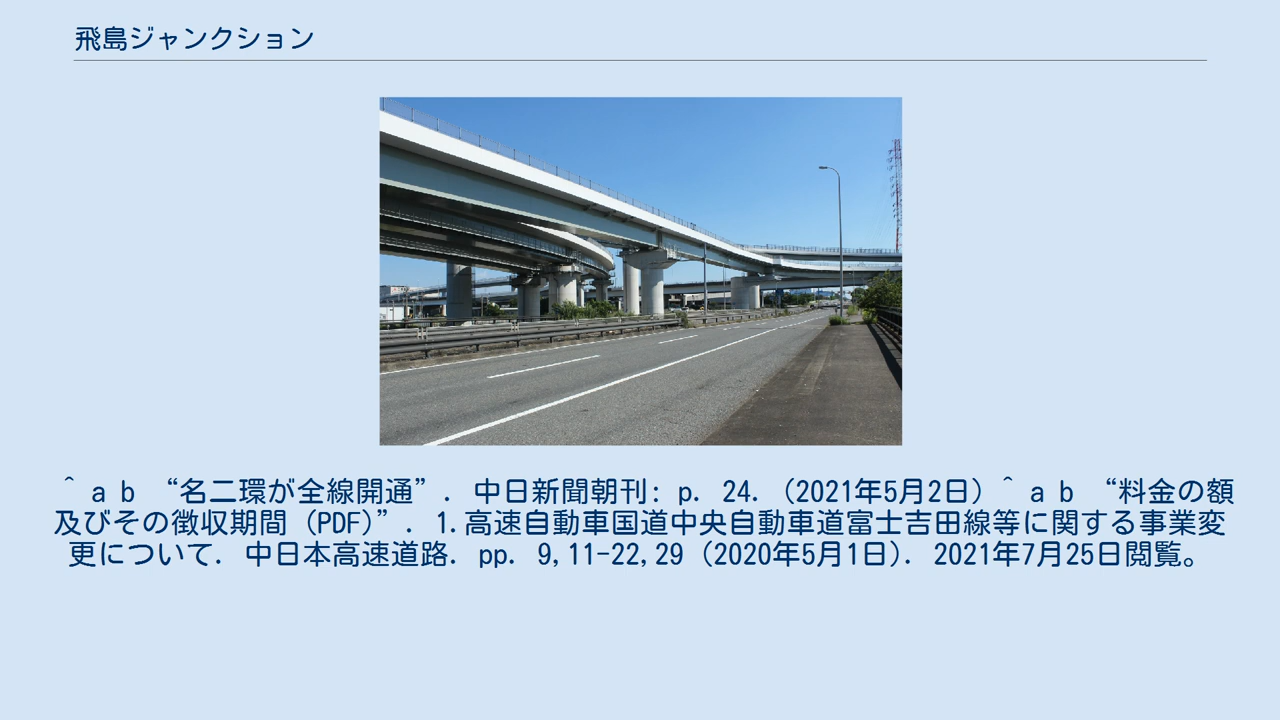 飛島ジャンクション
^ a b “名二環が全線開通”. 中日新聞朝刊: p. 24. (2021年5月2日) ^ a b “料金の額
及びその徴収期間 (PDF)”. 1.高速自動車国道中央自動車道富士吉田線等に関する事業変
更について. 中日本高速道路. pp. 9,11-22,29 (2020年5月1日). 2021年7月25日閲覧。